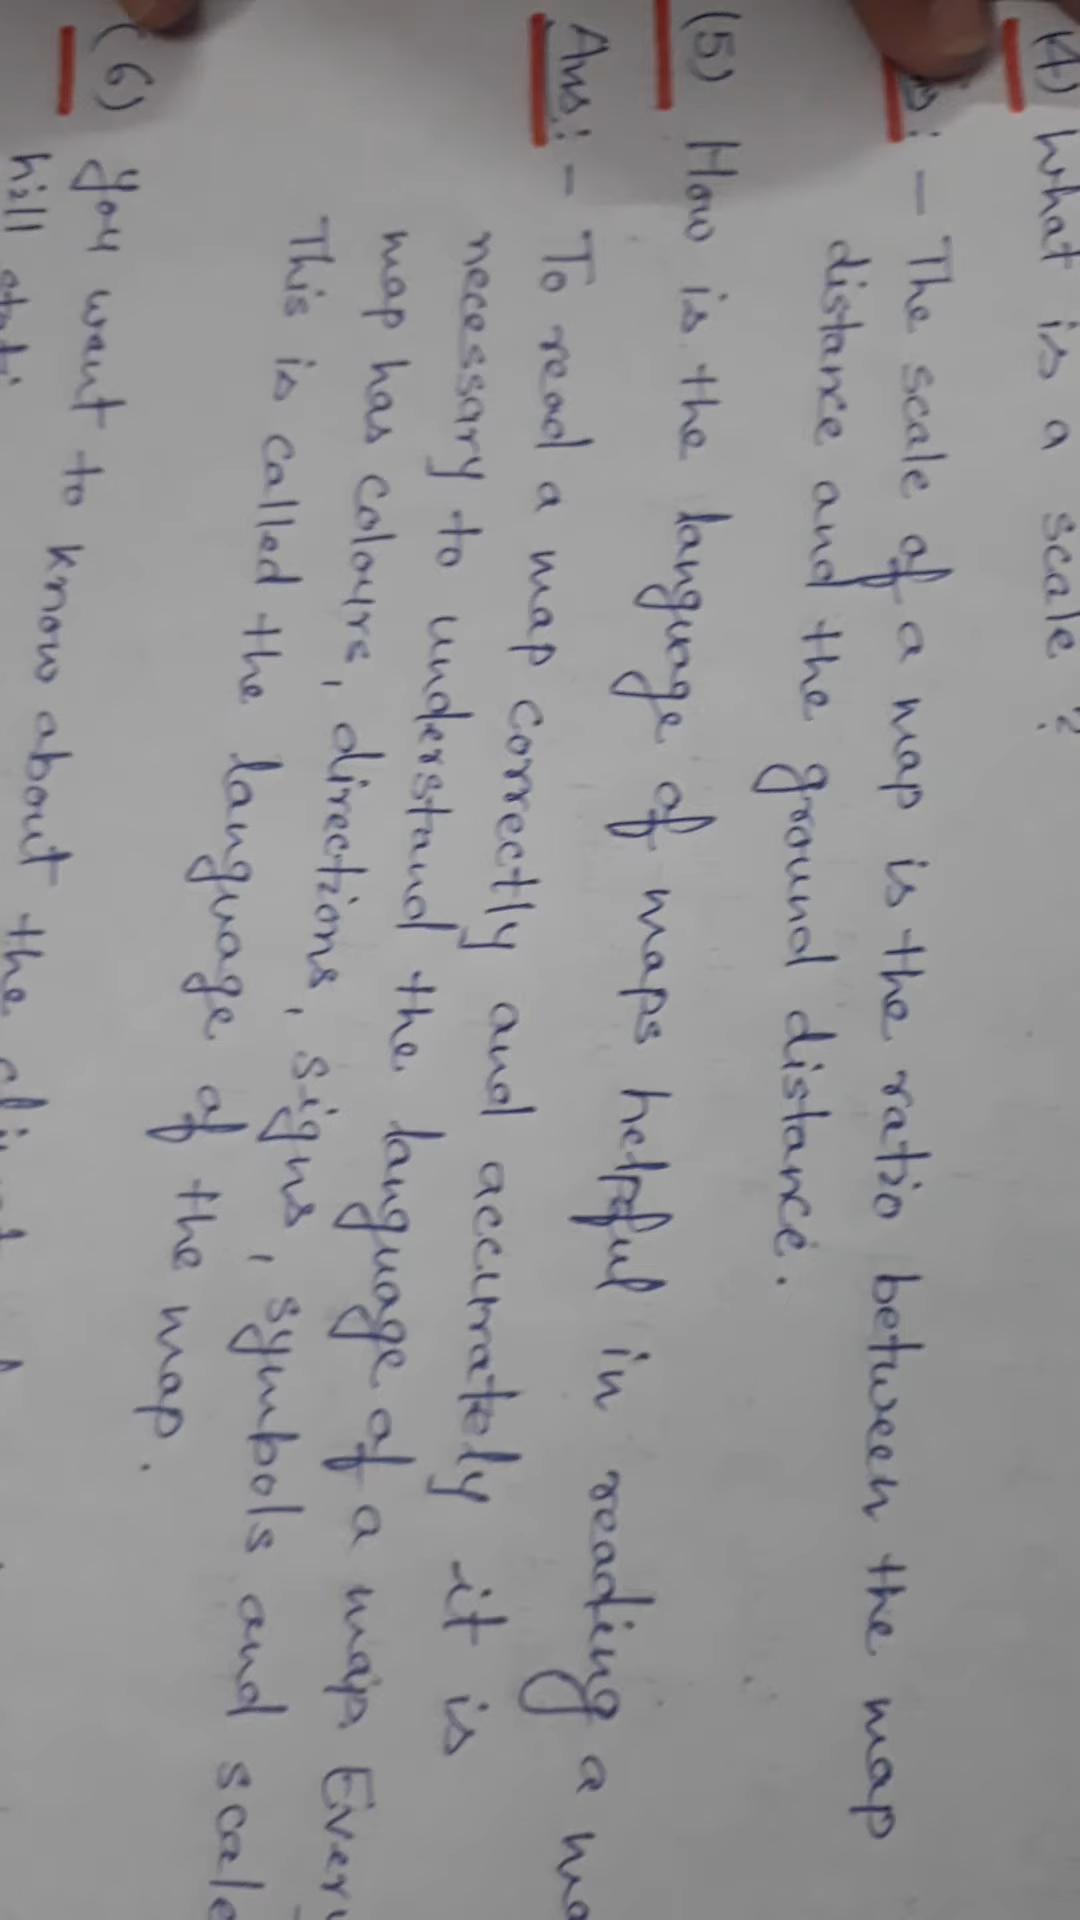 (4) What is a scale ?
:- The scale of a map is the ratio between the map
distance and the ground distance.
(5) How is the language of maps helpful in reading a
Ans:- To read a map correctly and accurately it is
necessary to understand the language of a map. Every
map has colours, directions, signs, symbols and scale
This is called the language of the map.
(6) You want to know about the
hill